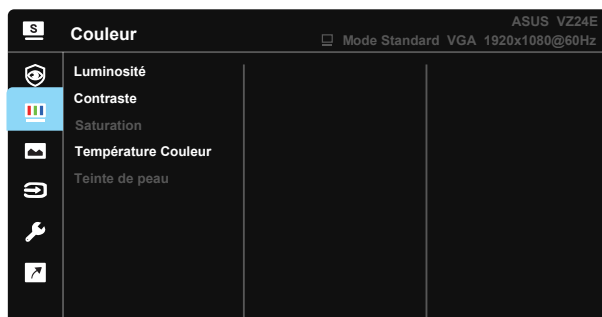 S
Couleur
ASUS VZ24E
Mode Standard VGA 1920x1080@60Hz
Luminosité
Contraste
Saturation
Température Couleur
Teinte de peau